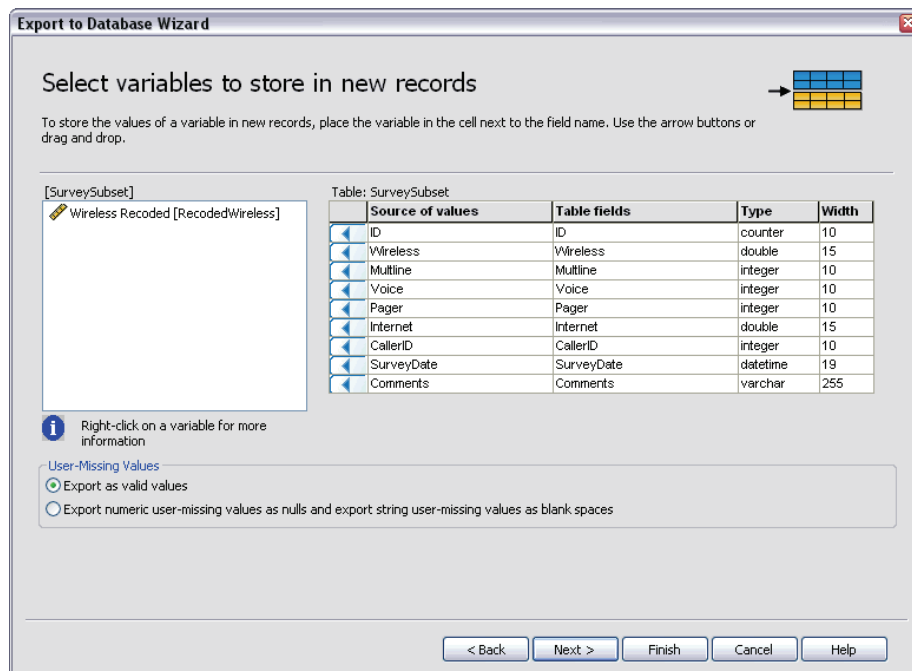 Export to Database Wizard
Select variables to store in new records
To store the values of a variable in new records, place the variable in the cell next to the field name. Use the arrow buttons or
drag and drop.
[SurveySubset]
Wireless Recoded [RecodedWireless]
Table: SurveySubset
Source of values Table fields Type Width
ID ID counter 10
Wireless Wireless double 15
Multline Multline integer 10
Voice Voice integer 10
Pager Pager integer 10
Internet Internet double 15
CallerID CallerID integer 10
SurveyDate SurveyDate datetime 19
Comments Comments varchar 255
Right-click on a variable for more
information
User-Missing Values
Export as valid values
Export numeric user-missing values as nulls and export string user-missing values as blank spaces
< Back Next > Finish Cancel Help